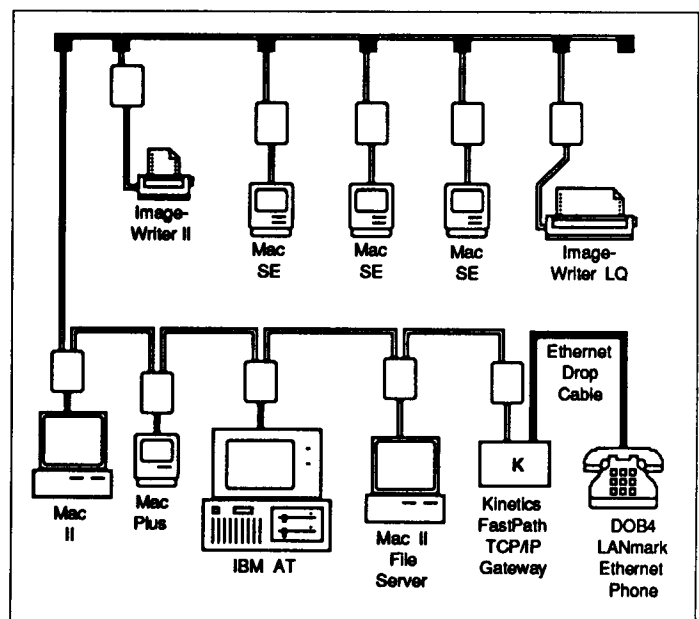 Image-
Writer II
Mac
SE
Mac
SE
Mac
SE
Image-
Writer LQ
Ethernet
Drop
Cable
K
Mac
II
Mac
Plus
IBM AT
Mac II
File
Server
Kinetics
FastPath
TCP/IP
Gateway
DOB4
LANmark
Ethernet
Phone